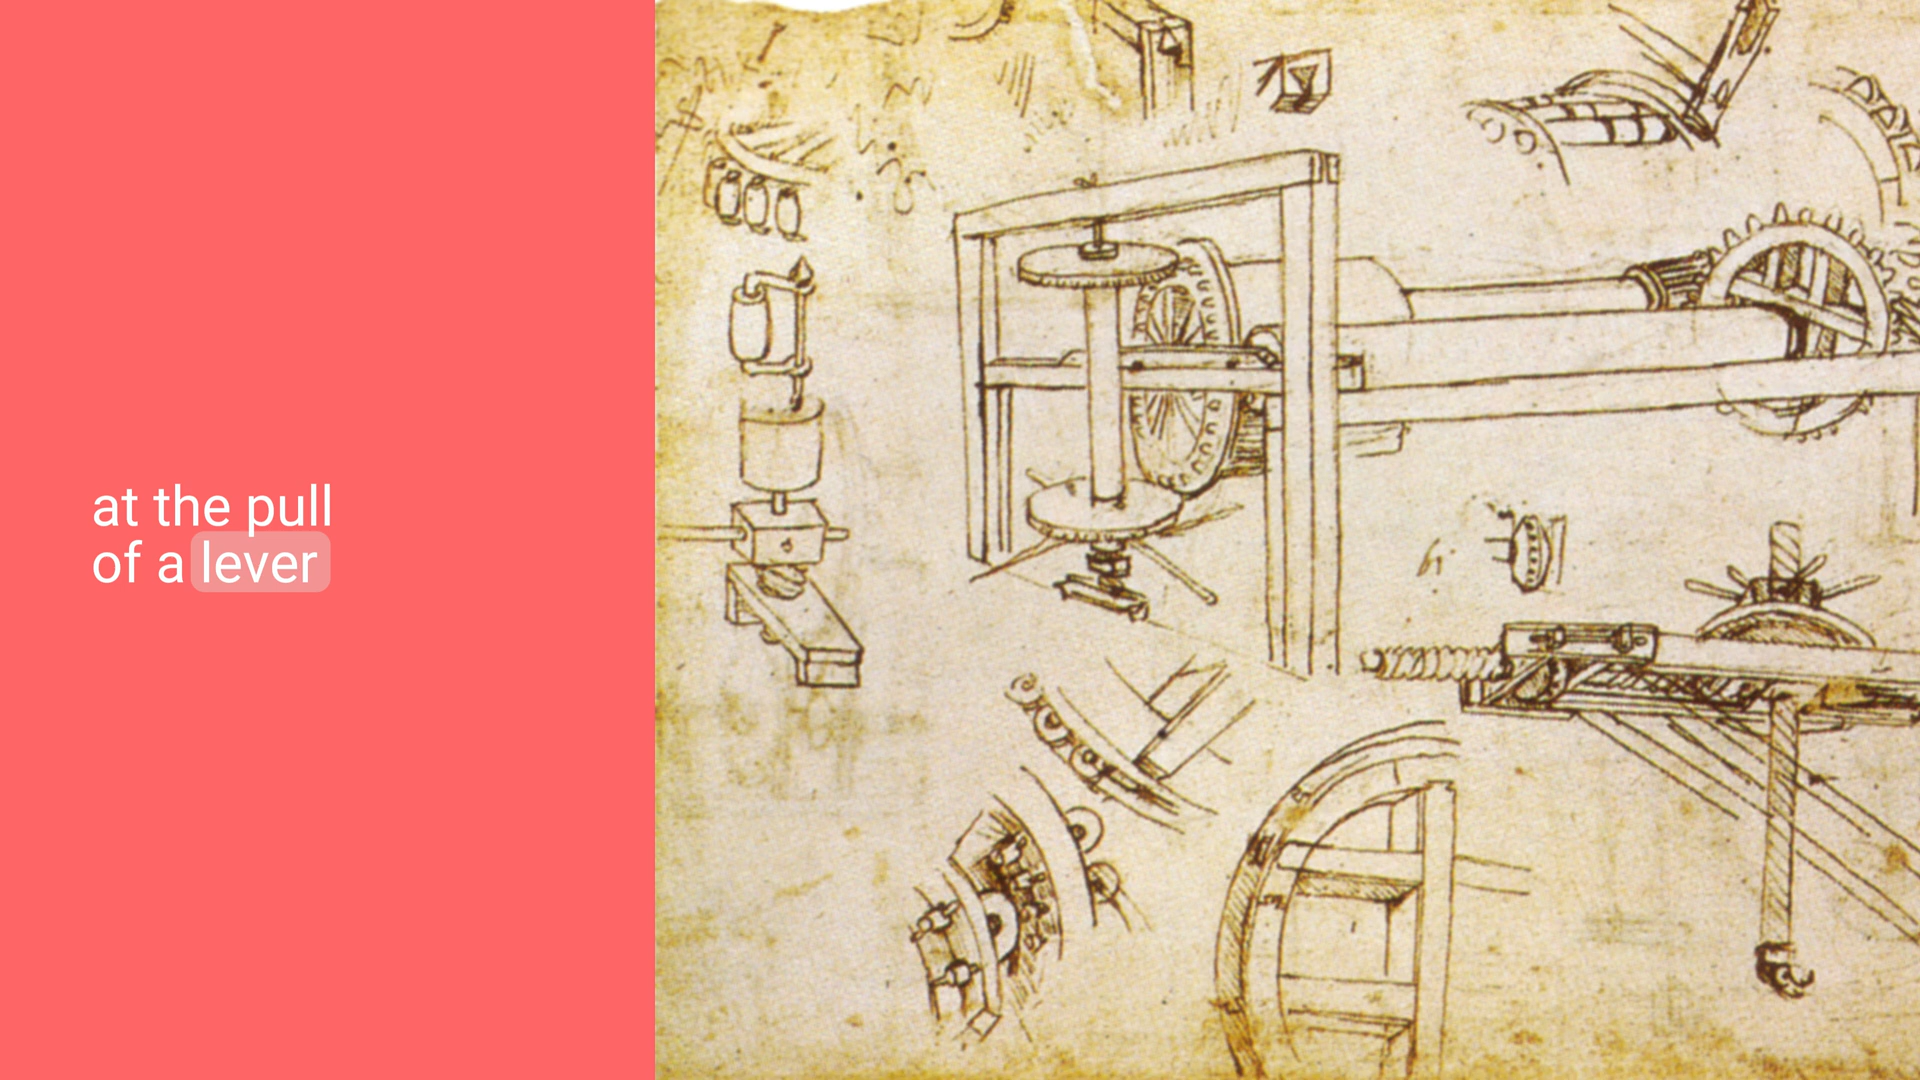 at the pull
of a lever